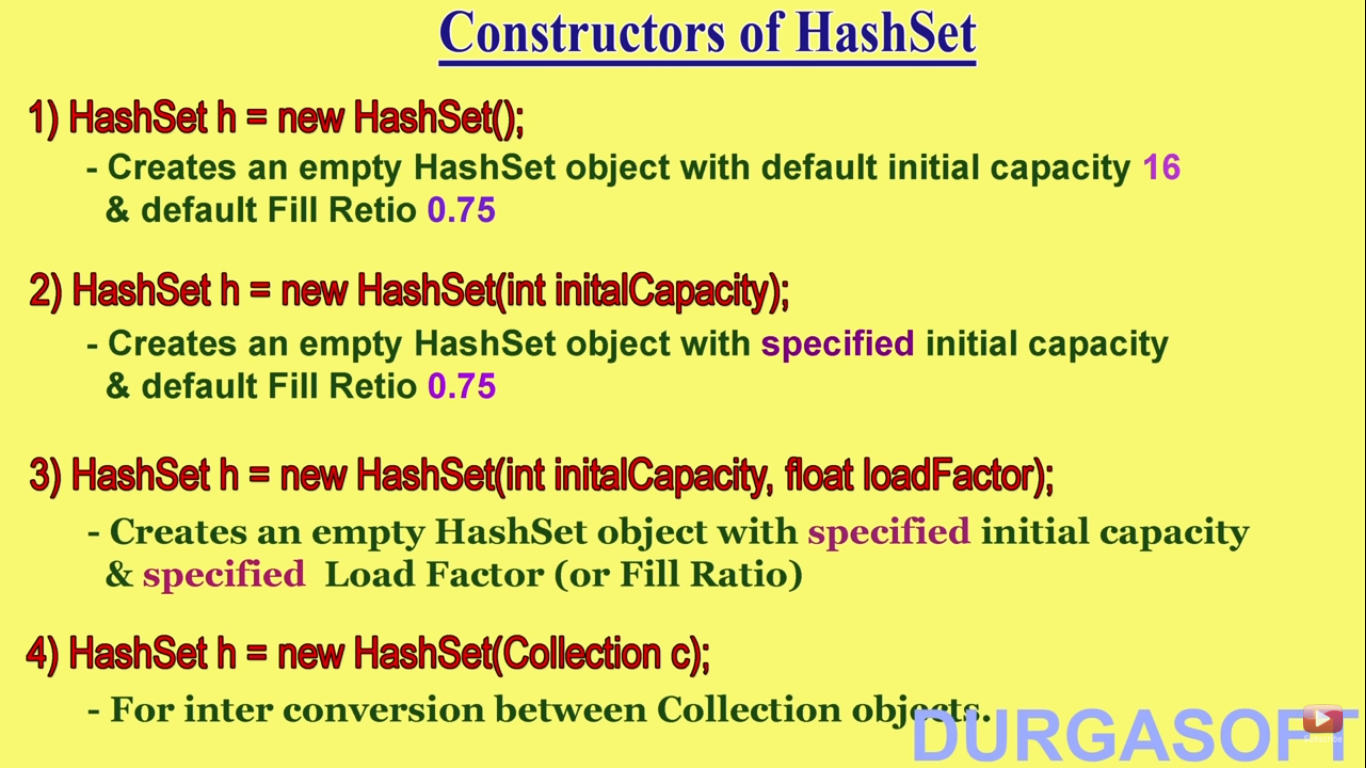 Constructors of HashSet
1) HashSet h = new HashSet();
- Creates an empty HashSet object with default initial capacity 16
& default Fill Retio 0.75
2) HashSet h = new HashSet(int initalCapacity);
- Creates an empty HashSet object with specified initial capacity
& default Fill Retio 0.75
3) HashSet h = new HashSet(int initalCapacity, float loadFactor);
- Creates an empty HashSet object with specified initial capacity
& specified Load Factor (or Fill Ratio)
4) HashSet h = new HashSet(Collection c);
- For inter conversion between Collection objects.
DURGASOFT
Subscribe